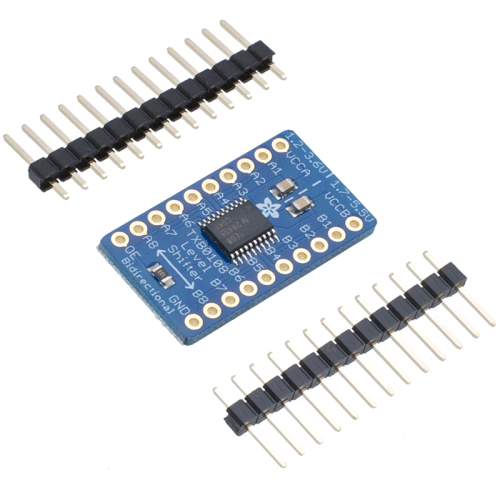 1.2-3.6V
1.7-5.5V
VCCA
VCCB
A1
A2
A3
A4
A5
A6
A7
A8
OE
TXB0108
Level
Shifter
Bidirectional
B1
B2
B3
B4
B5
B6
B7
B8
GND